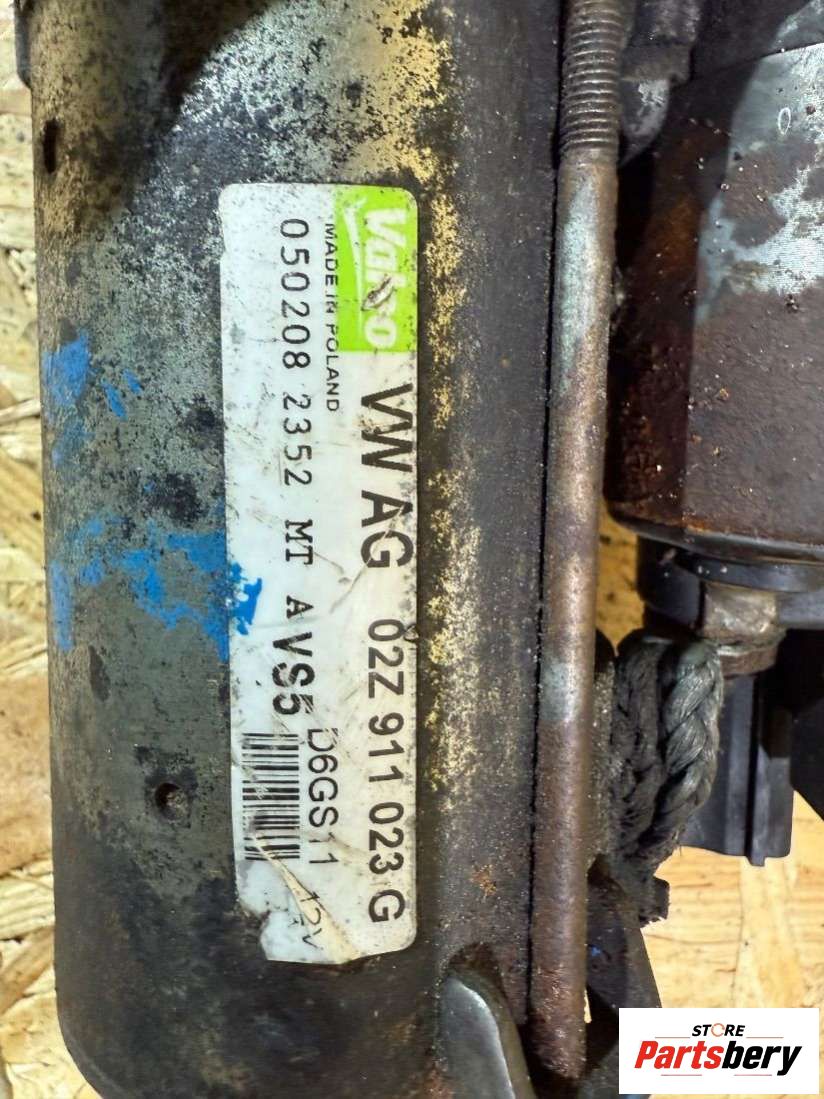 Valeo
VW AG 02Z 911 023 G
MADE IN POLAND
D6GS11 12V
050208 2352 MT A VS5
STORE
Partsbery